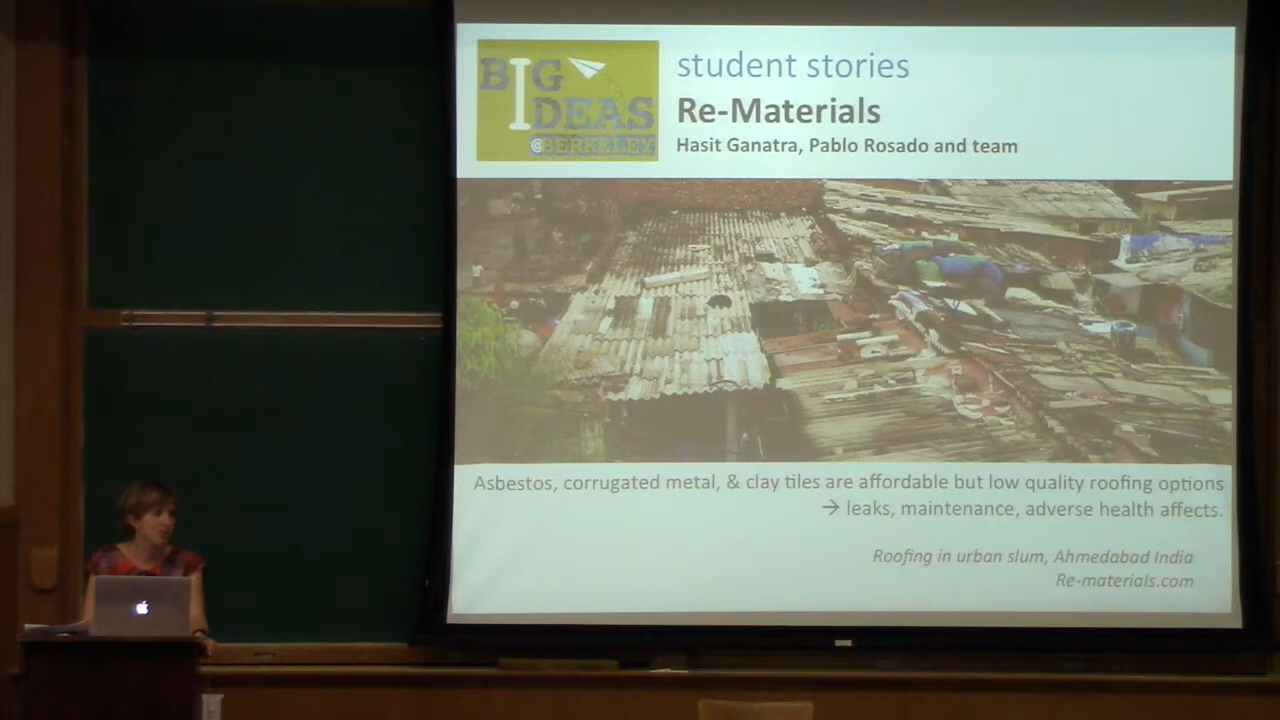 BIG
IDEAS
@BERKELEY
student stories
Re-Materials
Hasit Ganatra, Pablo Rosado and team
Asbestos, corrugated metal, & clay tiles are affordable but low quality roofing options
→ leaks, maintenance, adverse health affects.
Roofing in urban slum, Ahmedabad India
Re-materials.com